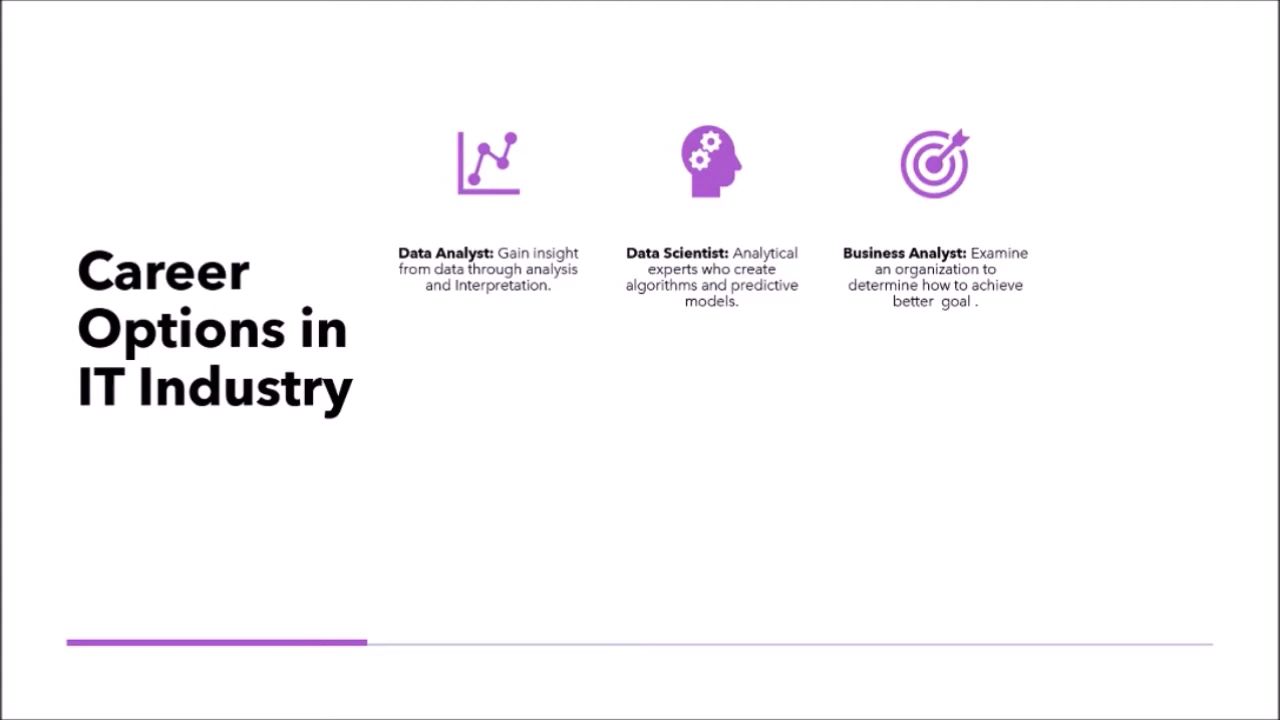 Career
Options in
IT Industry
Data Analyst: Gain insight
from data through analysis
and Interpretation.
Data Scientist: Analytical
experts who create
algorithms and predictive
models.
Business Analyst: Examine
an organization to
determine how to achieve
better  goal .